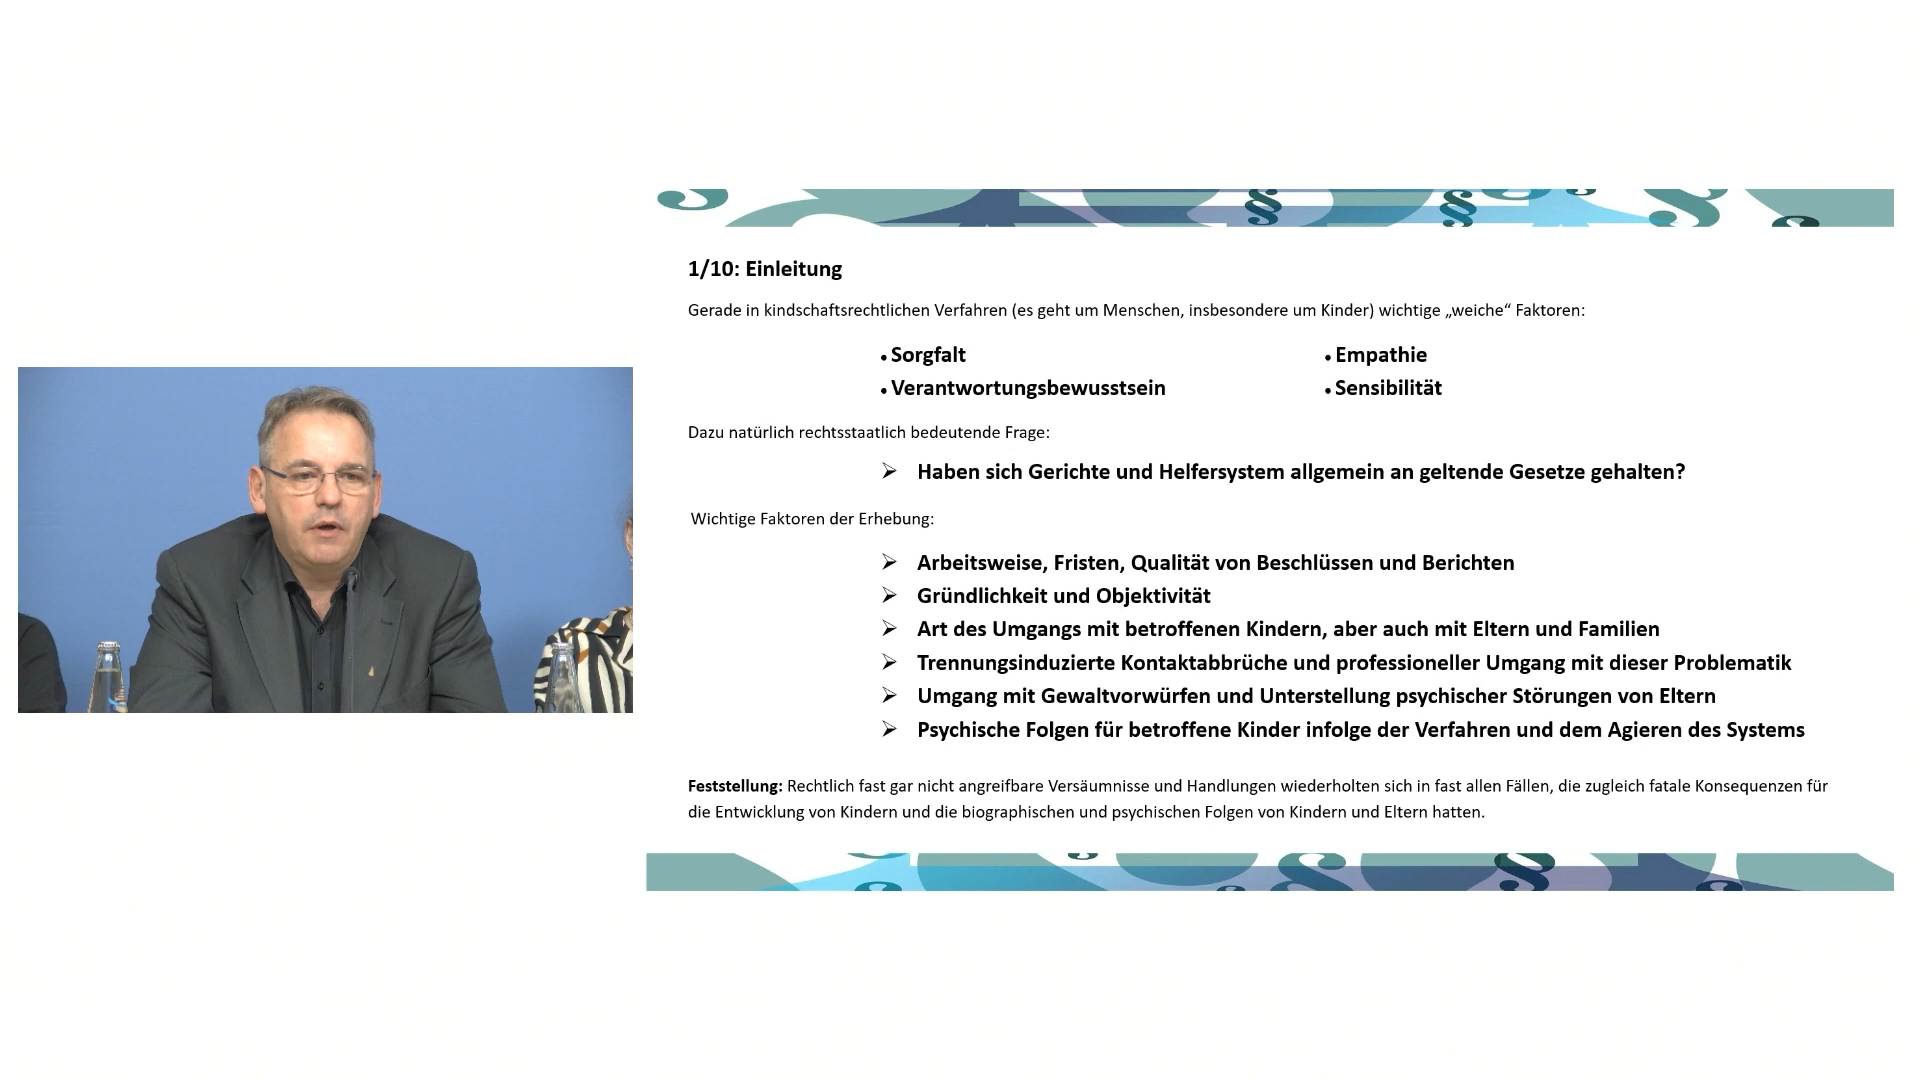 1/10: Einleitung
Gerade in kindschaftsrechtlichen Verfahren (es geht um Menschen, insbesondere um Kinder) wichtige „weiche“ Faktoren:
• Sorgfalt
• Verantwortungsbewusstsein
• Empathie
• Sensibilität
Dazu natürlich rechtsstaatlich bedeutende Frage:
➢ Haben sich Gerichte und Helfersystem allgemein an geltende Gesetze gehalten?
Wichtige Faktoren der Erhebung:
➢ Arbeitsweise, Fristen, Qualität von Beschlüssen und Berichten
➢ Gründlichkeit und Objektivität
➢ Art des Umgangs mit betroffenen Kindern, aber auch mit Eltern und Familien
➢ Trennungsinduzierte Kontaktabbrüche und professioneller Umgang mit dieser Problematik
➢ Umgang mit Gewaltvorwürfen und Unterstellung psychischer Störungen von Eltern
➢ Psychische Folgen für betroffene Kinder infolge der Verfahren und dem Agieren des Systems
Feststellung: Rechtlich fast gar nicht angreifbare Versäumnisse und Handlungen wiederholten sich in fast allen Fällen, die zugleich fatale Konsequenzen für
die Entwicklung von Kindern und die biographischen und psychischen Folgen von Kindern und Eltern hatten.